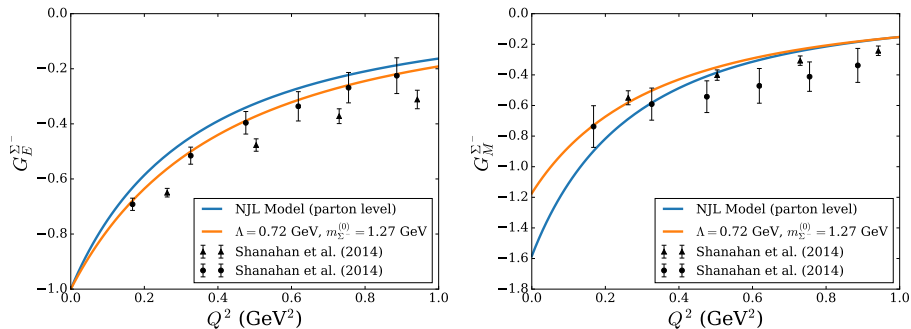 −0.0
−0.2
−0.4
−0.6
−0.8
−1.0
0.0 0.2 0.4 0.6 0.8 1.0
G_E^{Σ^-}
Q² (GeV²)
NJL Model (parton level)
Λ=0.72 GeV, m_{Σ^-}^{(0)}=1.27 GeV
Shanahan et al. (2014)
Shanahan et al. (2014)
−0.0
−0.2
−0.4
−0.6
−0.8
−1.0
−1.2
−1.4
−1.6
−1.8
0.0 0.2 0.4 0.6 0.8 1.0
G_M^{Σ^-}
Q² (GeV²)
NJL Model (parton level)
Λ=0.72 GeV, m_{Σ^-}^{(0)}=1.27 GeV
Shanahan et al. (2014)
Shanahan et al. (2014)